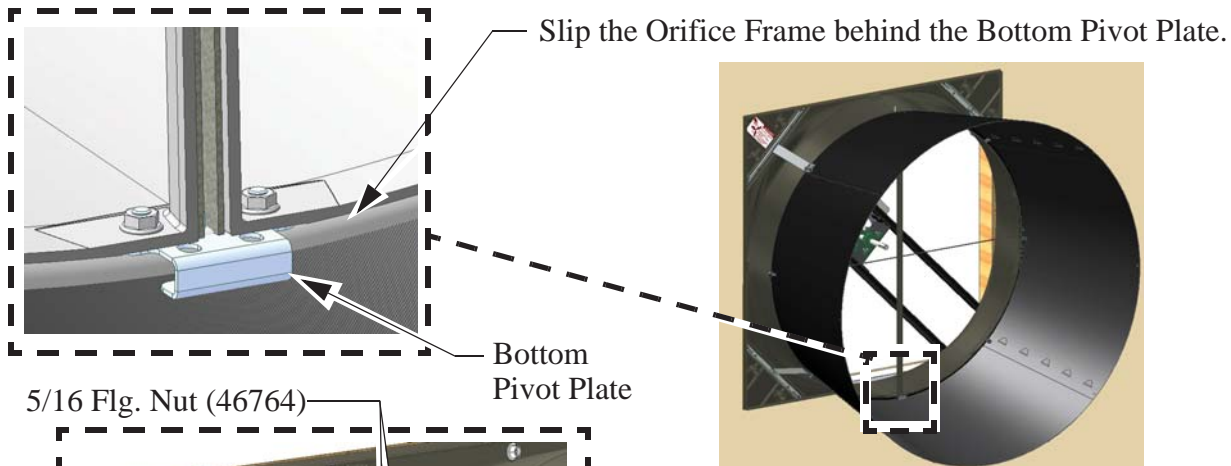 Slip the Orifice Frame behind the Bottom Pivot Plate.
Bottom
Pivot Plate
5/16 Flg. Nut (46764)